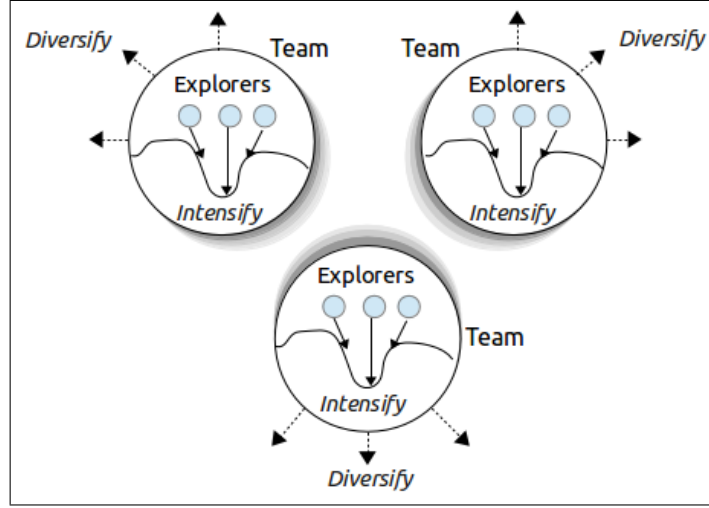 Diversify
Team
Explorers
Intensify
Team
Diversify
Explorers
Intensify
Explorers
Team
Intensify
Diversify